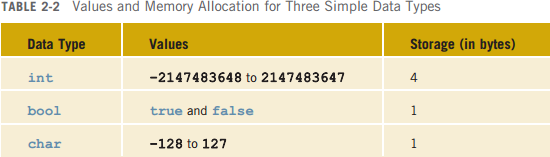 TABLE 2-2 Values and Memory Allocation for Three Simple Data Types
Data Type Values Storage (in bytes)
int -2147483648 to 2147483647 4
bool true and false 1
char -128 to 127 1